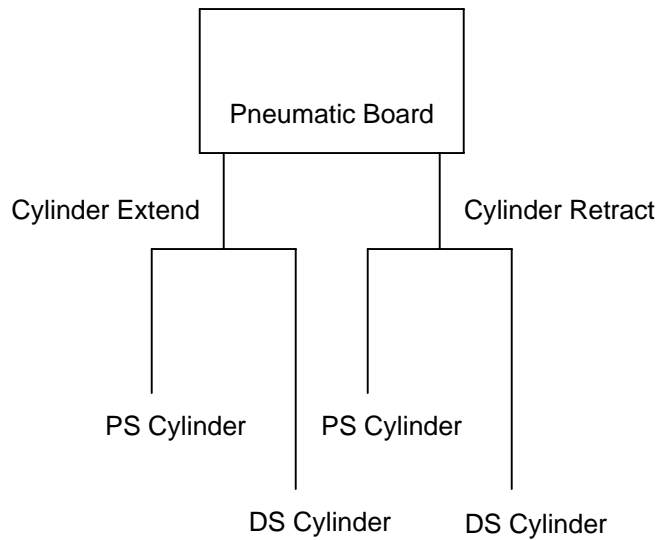 Pneumatic Board
Cylinder Extend
Cylinder Retract
PS Cylinder
PS Cylinder
DS Cylinder
DS Cylinder